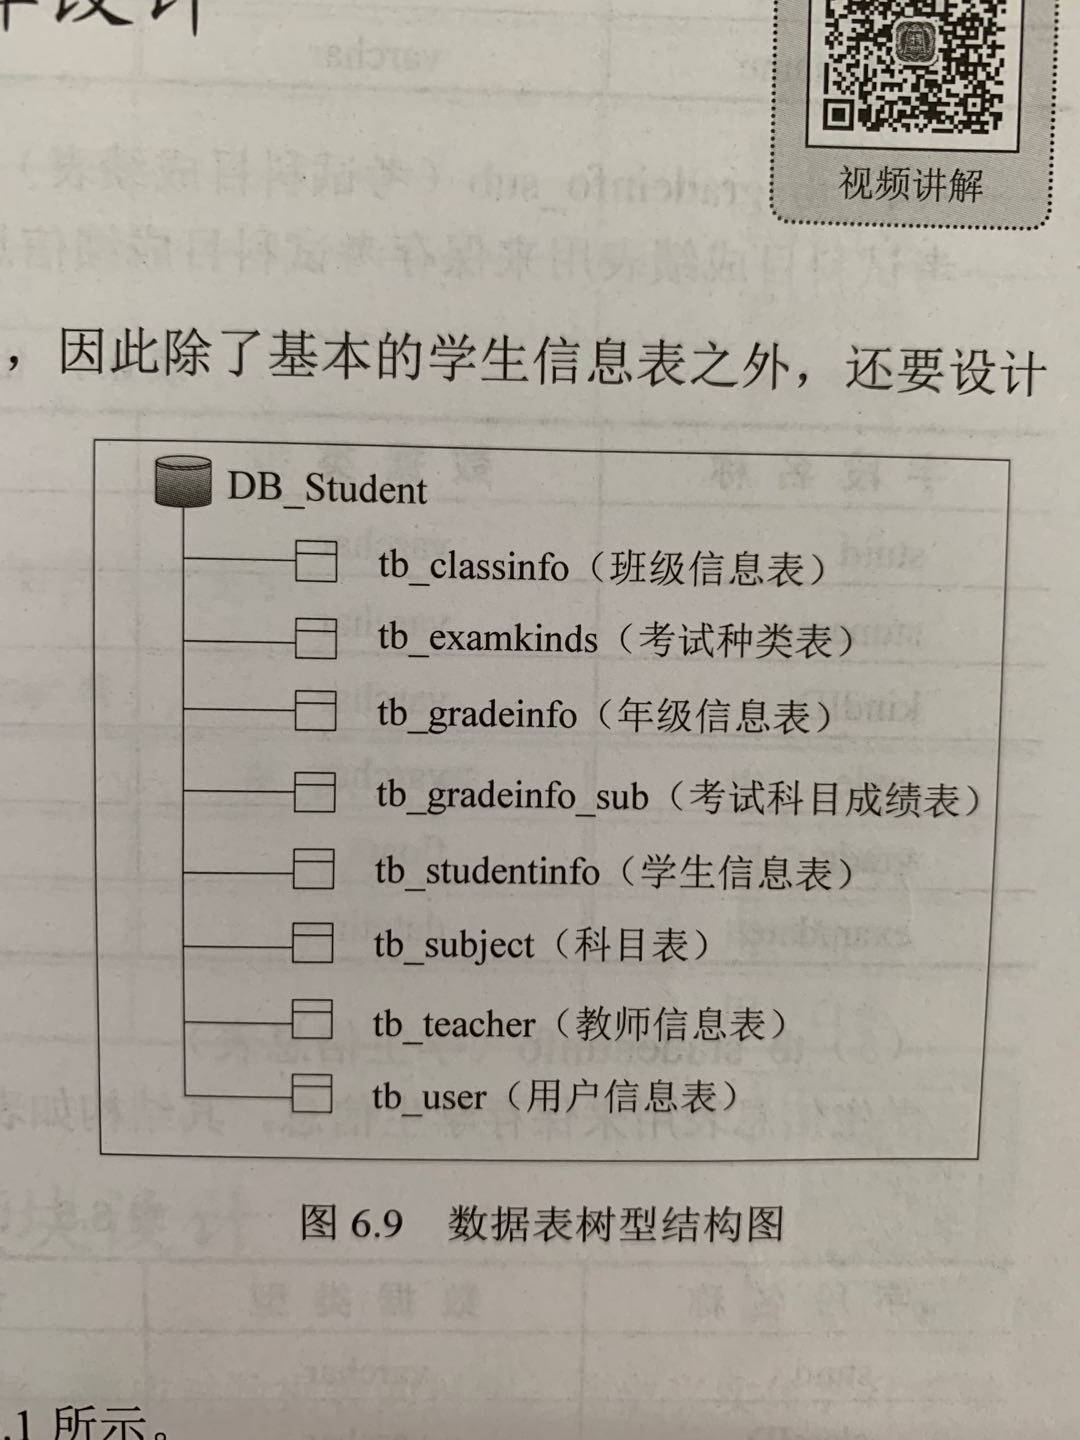 设计
视频讲解
，因此除了基本的学生信息表之外，还要设计
DB_Student
tb_classinfo（班级信息表）
tb_examkinds（考试种类表）
tb_gradeinfo（年级信息表）
tb_gradeinfo_sub（考试科目成绩表）
tb_studentinfo（学生信息表）
tb_subject（科目表）
tb_teacher（教师信息表）
tb_user（用户信息表）
图 6.9 数据表树型结构图
.1 所示。